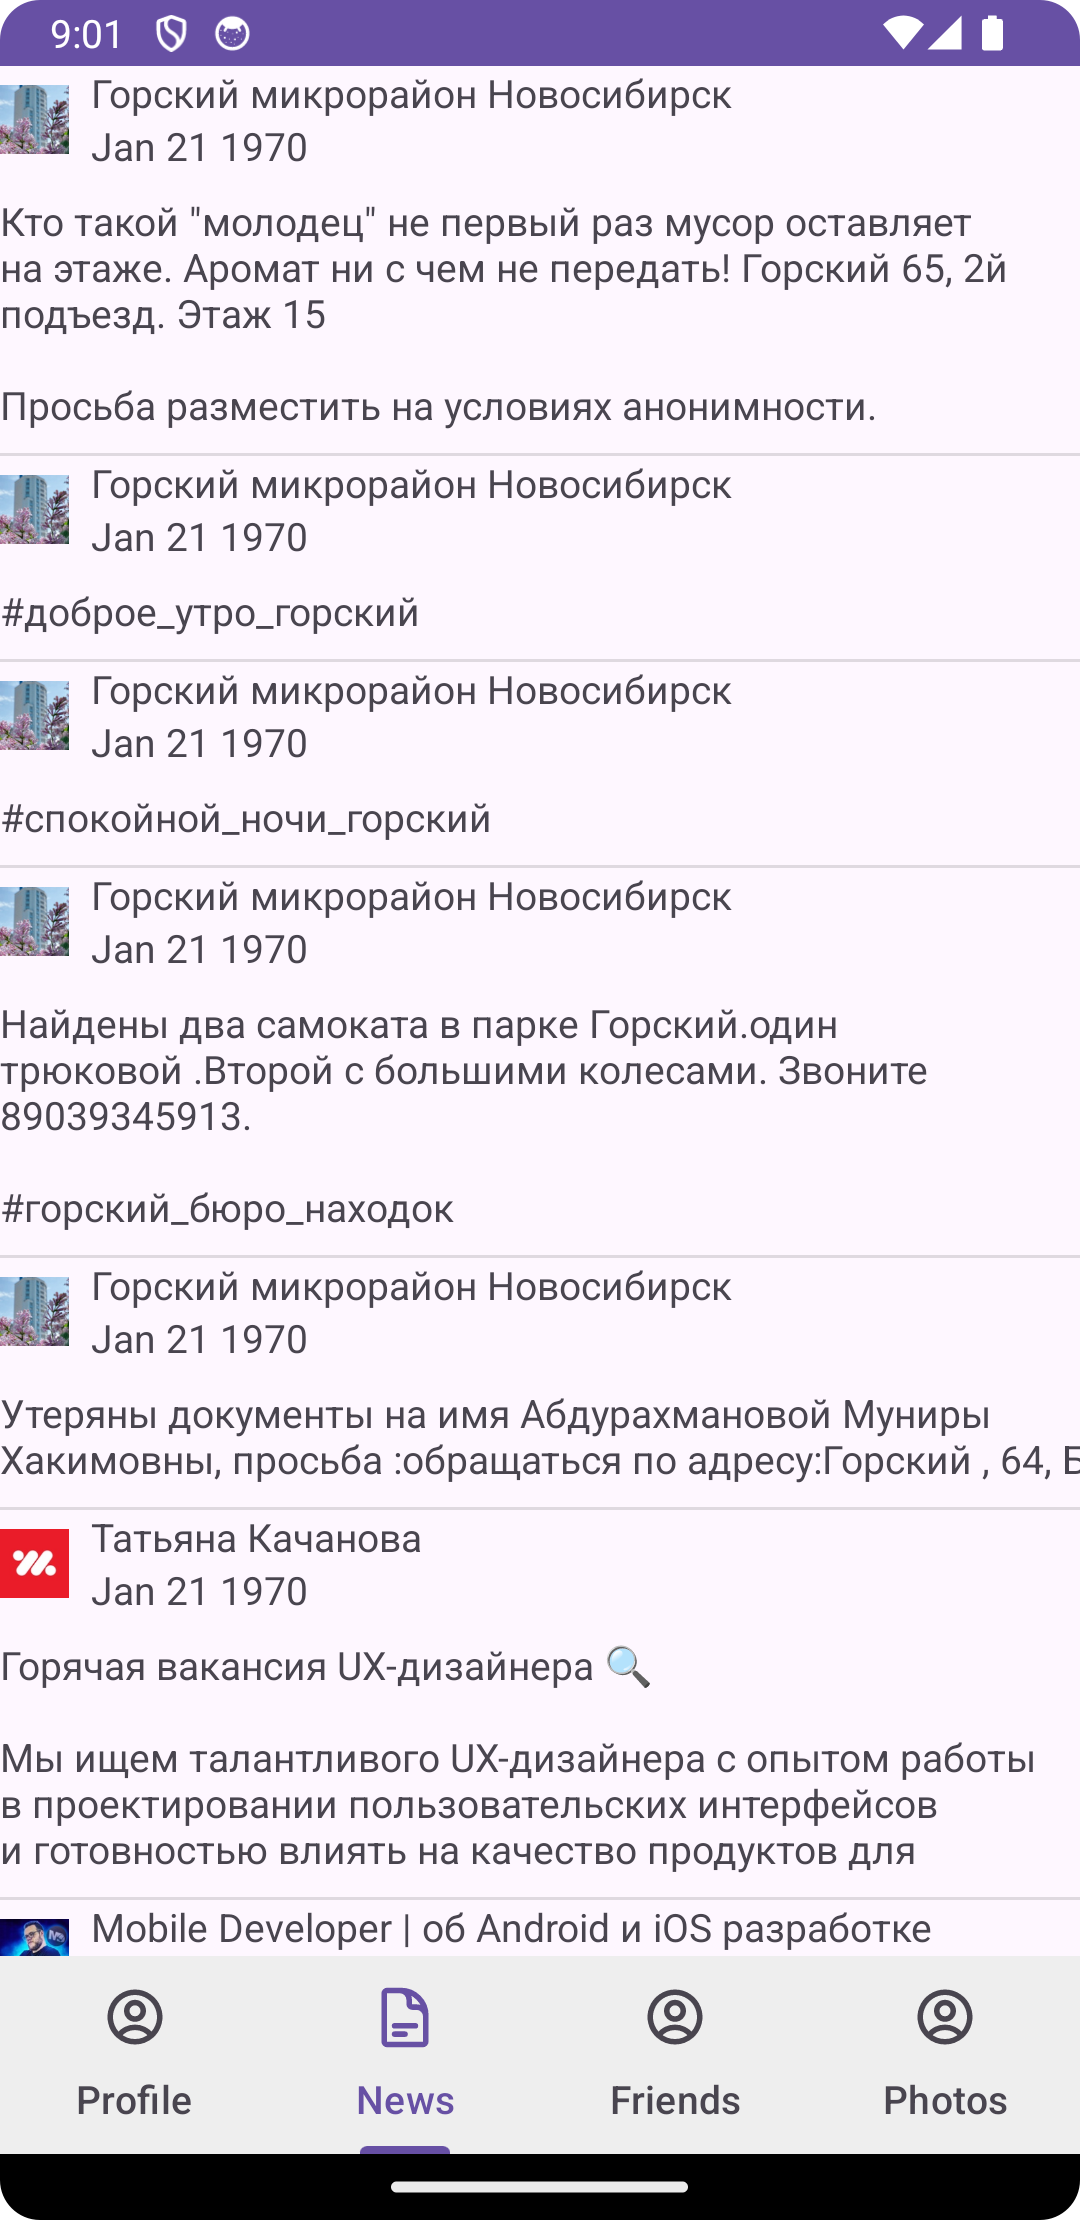 9:01
Горский микрорайон Новосибирск
Jan 21 1970
Кто такой "молодец" не первый раз мусор оставляет
на этаже. Аромат ни с чем не передать! Горский 65, 2й
подъезд. Этаж 15
Просьба разместить на условиях анонимности.
Горский микрорайон Новосибирск
Jan 21 1970
#доброе_утро_горский
Горский микрорайон Новосибирск
Jan 21 1970
#спокойной_ночи_горский
Горский микрорайон Новосибирск
Jan 21 1970
Найдены два самоката в парке Горский.один
трюковой .Второй с большими колесами. Звоните
89039345913.
#горский_бюро_находок
Горский микрорайон Новосибирск
Jan 21 1970
Утеряны документы на имя Абдурахмановой Муниры
Хакимовны, просьба :обращаться по адресу:Горский , 64, Б
Татьяна Качанова
Jan 21 1970
Горячая вакансия UX-дизайнера 🔍
Мы ищем талантливого UX-дизайнера с опытом работы
в проектировании пользовательских интерфейсов
и готовностью влиять на качество продуктов для
Mobile Developer | об Android и iOS разработке
Profile
News
Friends
Photos